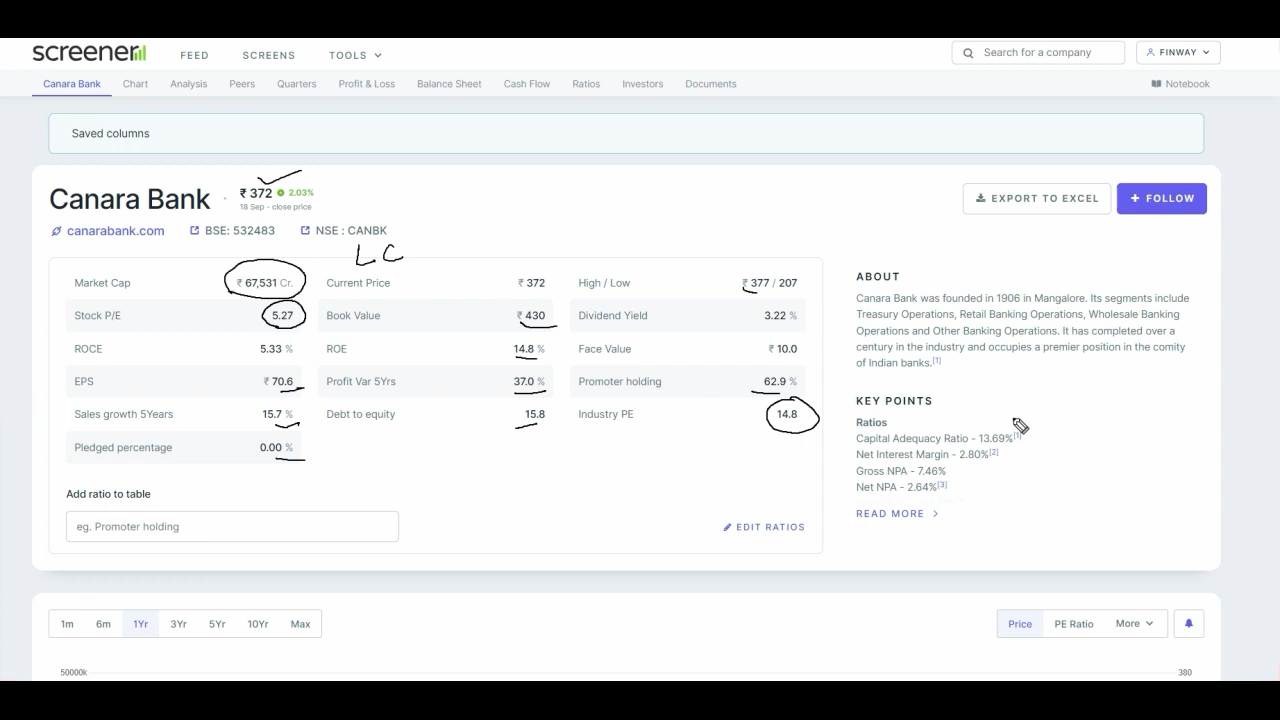 screener FEED SCREENS TOOLS Search for a company FINWAY
Canara Bank Chart Analysis Peers Quarters Profit & Loss Balance Sheet Cash Flow Ratios Investors Documents Notebook
Saved columns
Canara Bank · ₹ 372 2.03%
18 Sep - close price
EXPORT TO EXCEL + FOLLOW
canarabank.com BSE: 532483 NSE : CANBK
LC
Market Cap ₹ 67,531 Cr. Current Price ₹ 372 High / Low ₹ 377 / 207
Stock P/E 5.27 Book Value ₹ 430 Dividend Yield 3.22 %
ROCE 5.33 % ROE 14.8 % Face Value ₹ 10.0
EPS ₹ 70.6 Profit Var 5Yrs 37.0 % Promoter holding 62.9 %
Sales growth 5Years 15.7 % Debt to equity 15.8 Industry PE 14.8
Pledged percentage 0.00 %
Add ratio to table
eg. Promoter holding EDIT RATIOS
ABOUT
Canara Bank was founded in 1906 in Mangalore. Its segments include
Treasury Operations, Retail Banking Operations, Wholesale Banking
Operations and Other Banking Operations. It has completed over a
century in the industry and occupies a premier position in the comity
of Indian banks.[1]
KEY POINTS
Ratios
Capital Adequacy Ratio - 13.69%[1]
Net Interest Margin - 2.80%[2]
Gross NPA - 7.46%
Net NPA - 2.64%[3]
READ MORE >
1m 6m 1Yr 3Yr 5Yr 10Yr Max Price PE Ratio More
50000k 380